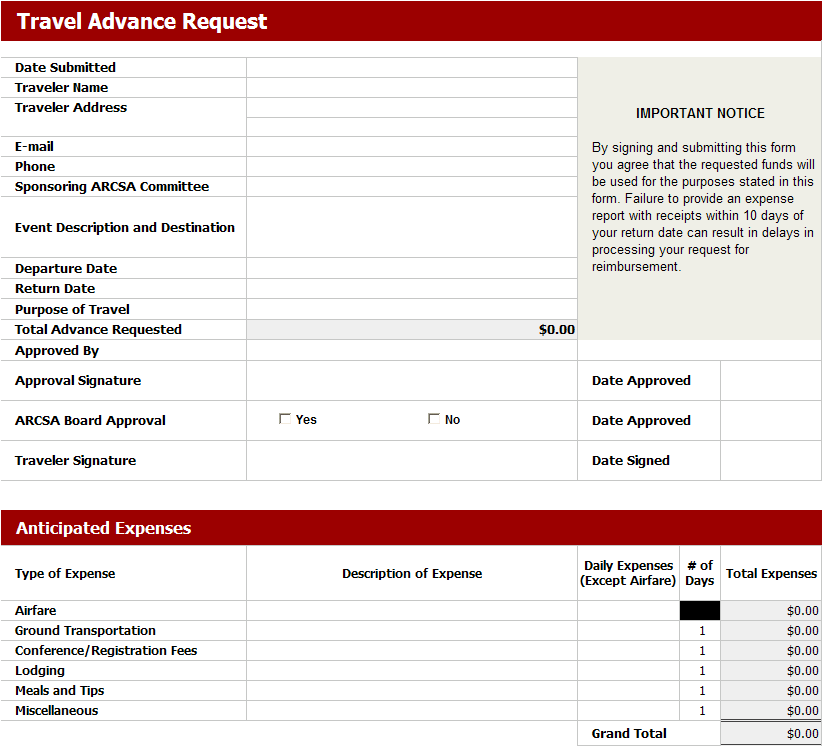 Travel Advance Request
Date Submitted
Traveler Name
Traveler Address
E-mail
Phone
Sponsoring ARCSA Committee
Event Description and Destination
Departure Date
Return Date
Purpose of Travel
Total Advance Requested $0.00
IMPORTANT NOTICE
By signing and submitting this form
you agree that the requested funds will
be used for the purposes stated in this
form. Failure to provide an expense
report with receipts within 10 days of
your return date can result in delays in
processing your request for
reimbursement.
Approved By
Approval Signature Date Approved
ARCSA Board Approval Yes No Date Approved
Traveler Signature Date Signed
Anticipated Expenses
Type of Expense Description of Expense Daily Expenses (Except Airfare) # of Days Total Expenses
Airfare $0.00
Ground Transportation 1 $0.00
Conference/Registration Fees 1 $0.00
Lodging 1 $0.00
Meals and Tips 1 $0.00
Miscellaneous 1 $0.00
Grand Total $0.00